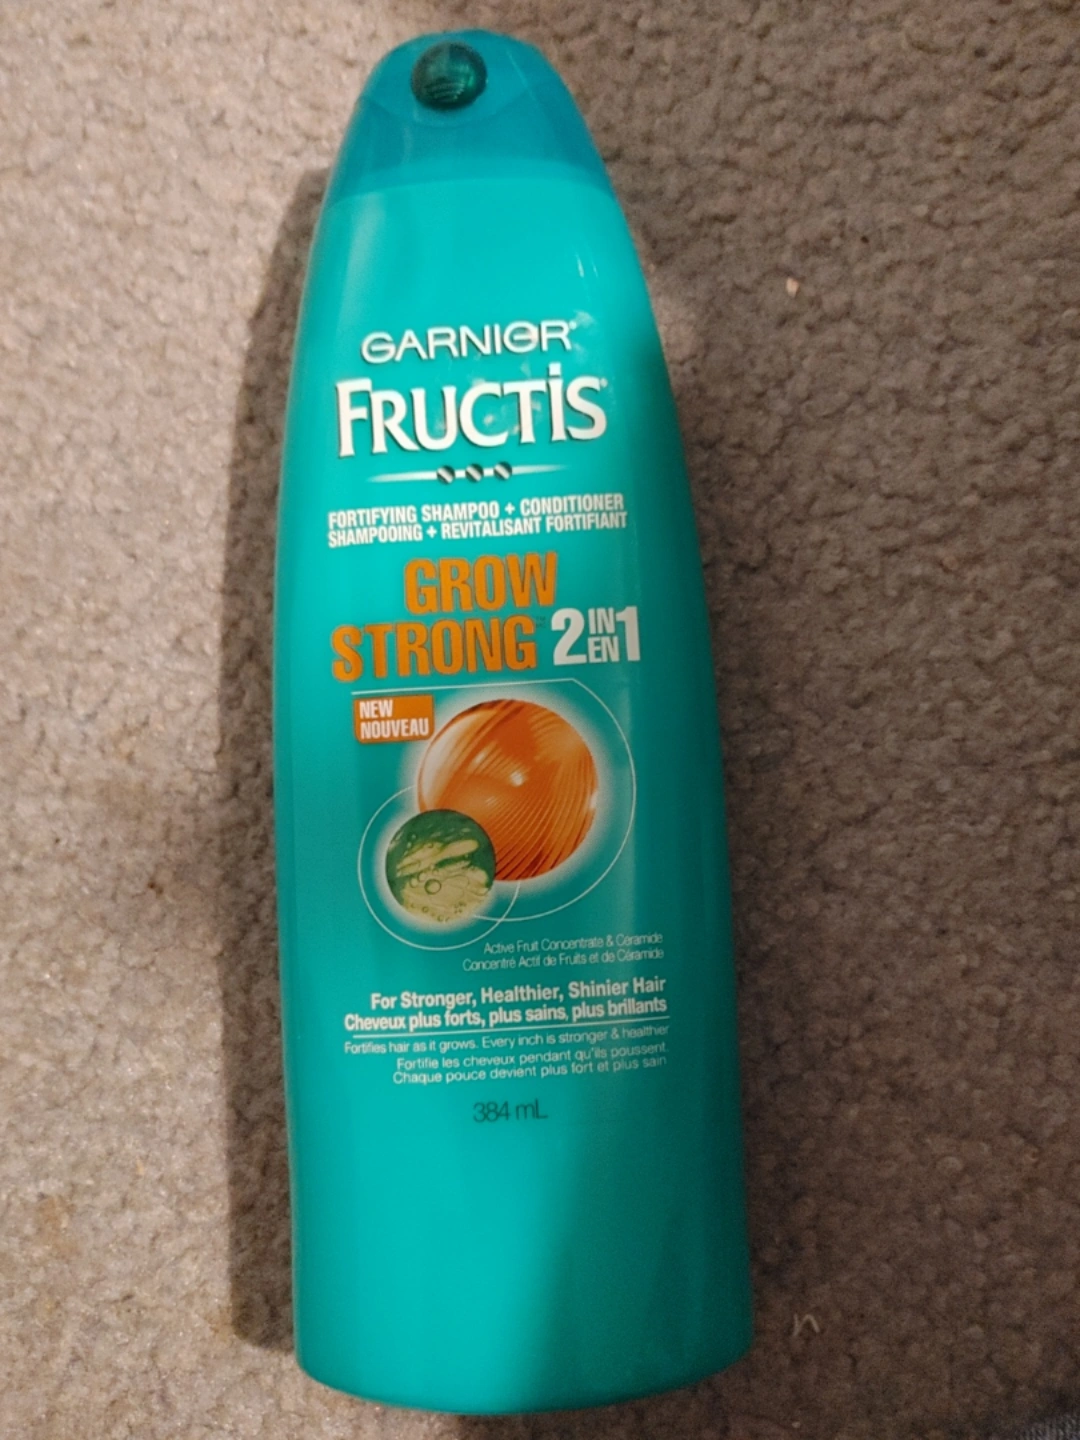 GARNIER
FRUCTIS
FORTIFYING SHAMPOO + CONDITIONER
SHAMPOOING + REVITALISANT FORTIFIANT
GROW
STRONG™ 2 IN EN 1
NEW
NOUVEAU
Active Fruit Concentrate & Ceramide
Concentré Actif de Fruits et de Céramide
For Stronger, Healthier, Shinier Hair
Cheveux plus forts, plus sains, plus brillants
Fortifies hair as it grows. Every inch is stronger & healthier
Fortifie les cheveux pendant qu'ils poussent.
Chaque pouce devient plus fort et plus sain
384 mL